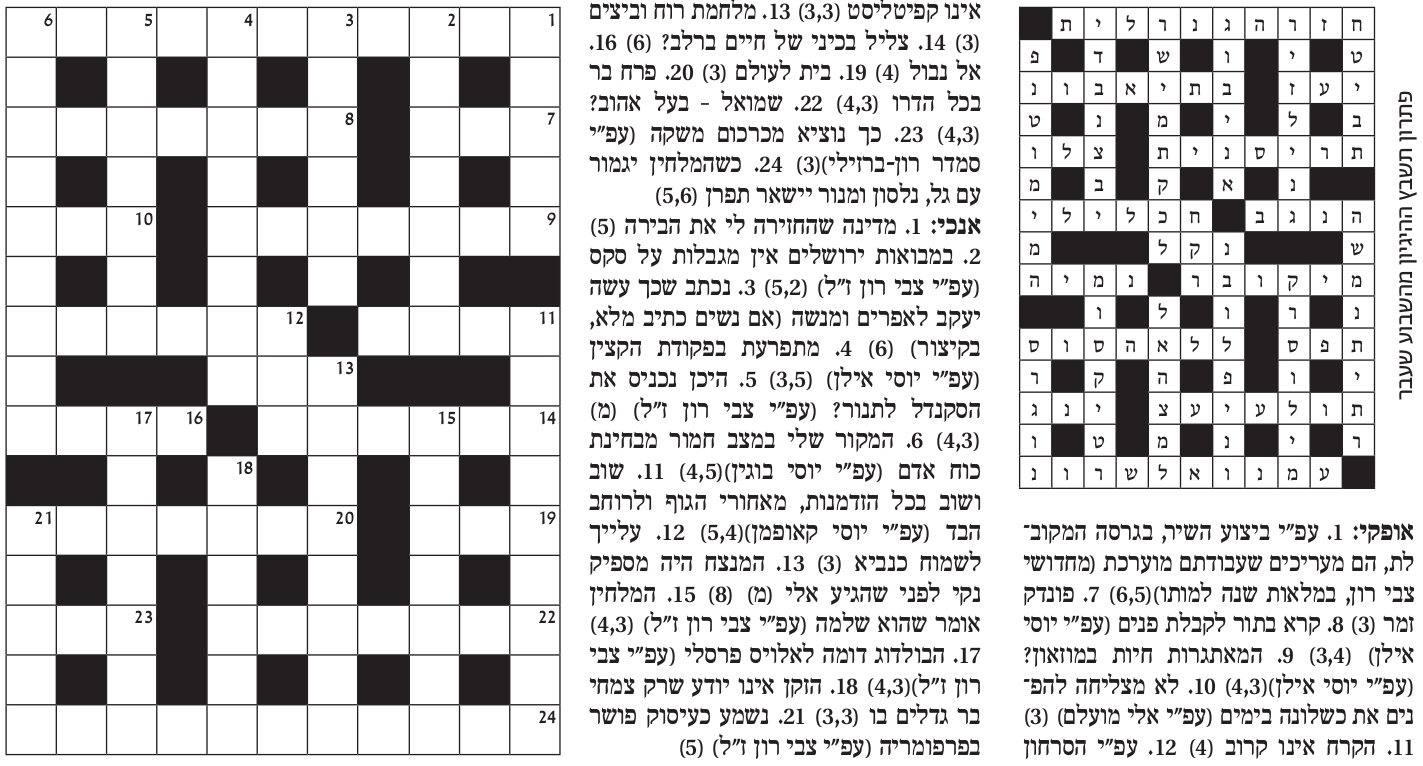 פתרון תשבץ ההיגיון מהשבוע שעבר
ח ז ר ה ג נ ר ל י ת
ט י ו ש ד פ
י ע ז ב ת י א ב ו נ
ב ל י מ נ ט
ת ר י ס נ י ת צ ל ו
נ א ק ב מ
ה נ ג ב ח כ ל י ל י
ש נ ק ל מ
מ י ק ו ב ר נ מ י ה
נ ר ו ל ו
ת פ ס ל ל א ה ס ו ס
י ו פ ה ק ר
ת ו ל ע י ע צ י נ ג
ר י נ מ ט ו
ע מ נ ו א ל ש ר ו נ
אופקי: 1. עפ"י ביצוע השיר, בגרסה המקוב־
לת, הם מעריכים שעבודתם מוערכת (מחדושי
צבי רון, במלאות שנה למותו)(6,5) 7. פונדק
זמר (3) 8. קרא בתור לקבלת פנים (עפ"י יוסי
אילן) (3,4) 9. המאתגרות חיות במוזאון?
(עפ"י יוסי אילן)(4,3) 10. לא מצליחה להפ־
נים את כשלונה בימים (עפ"י אלי מועלם) (3)
11. הקרח אינו קרוב (4) 12. עפ"י הסרחון
אינו קפיטליסט (3,3) 13. מלחמת רוח וביצים
(3) 14. צליל בכיני של חיים ברלב? (6) 16.
אל נבול (4) 19. בית לעולם (3) 20. פרח בר
בכל הדרו (4,3) 22. שמואל - בעל אהוב?
(4,3) 23. כך נוציא מכרכום משקה (עפ"י
סמדר רון-ברזילי)(3) 24. כשהמלחין יגמור
עם גל, נלסון ומנור יישאר תפרן (5,6)
אנכי: 1. מדינה שהחזירה לי את הבירה (5)
2. במבואות ירושלים אין מגבלות על סקס
(עפ"י צבי רון ז"ל) (5,2) 3. נכתב שכך עשה
יעקב לאפרים ומנשה (אם נשים כתיב מלא,
בקיצור) (6) 4. מתפרעת בפקודת הקצין
(עפ"י יוסי אילן) (3,5) 5. היכן נכניס את
הסקנדל לתנור? (עפ"י צבי רון ז"ל) (מ)
(4,3) 6. המקור שלי במצב חמור מבחינת
כוח אדם (עפ"י יוסי בוגין)(4,5) 11. שוב
ושוב בכל הזדמנות, מאחורי הגוף ולרוחב
הבד (עפ"י יוסי קאופמן)(5,4) 12. עלייך
לשמוח כנביא (3) 13. המנצח היה מספיק
נקי לפני שהגיע אלי (מ) (8) 15. המלחין
אומר שהוא שלמה (עפ"י צבי רון ז"ל) (4,3)
17. הבולדוג דומה לאלויס פרסלי (עפ"י צבי
רון ז"ל)(4,3) 18. הזקן אינו יודע שרק צמחי
בר גדלים בו (3,3) 21. נשמע כעיסוק פושר
בפרפומריה (עפ"י צבי רון ז"ל) (5)
1 2 3 4 5 6
7 8
9 10
11 12
13
14 15 16 17
18
19 20 21
22 23
24